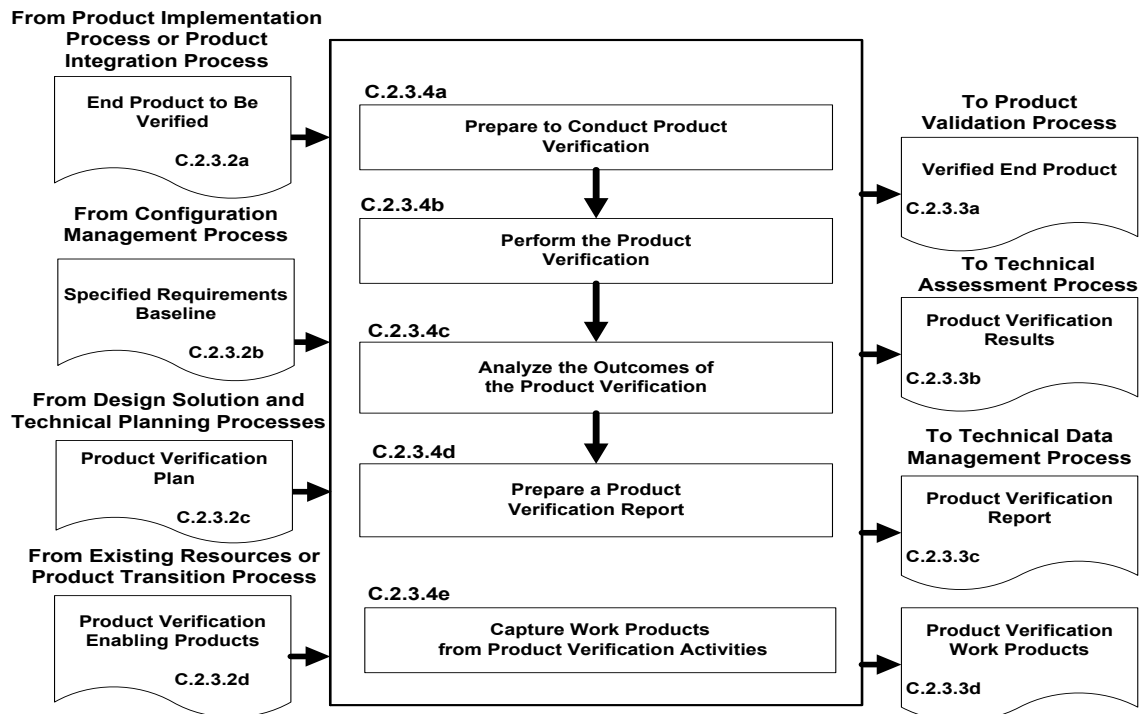 From Product Implementation
Process or Product
Integration Process
End Product to Be
Verified
C.2.3.2a
From Configuration
Management Process
Specified Requirements
Baseline
C.2.3.2b
From Design Solution and
Technical Planning Processes
Product Verification
Plan
C.2.3.2c
From Existing Resources or
Product Transition Process
Product Verification
Enabling Products
C.2.3.2d
C.2.3.4a
Prepare to Conduct Product
Verification
C.2.3.4b
Perform the Product
Verification
C.2.3.4c
Analyze the Outcomes of
the Product Verification
C.2.3.4d
Prepare a Product
Verification Report
C.2.3.4e
Capture Work Products
from Product Verification Activities
To Product
Validation Process
Verified End Product
C.2.3.3a
To Technical
Assessment Process
Product Verification
Results
C.2.3.3b
To Technical Data
Management Process
Product Verification
Report
C.2.3.3c
Product Verification
Work Products
C.2.3.3d